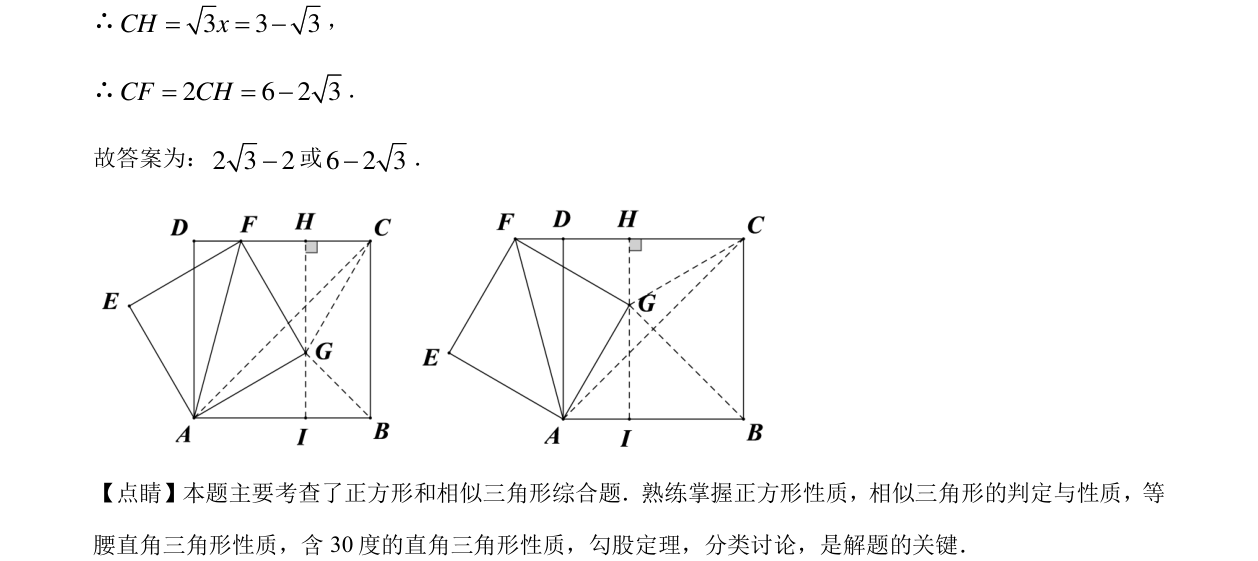 ∴CH=√3x=3−√3，
∴CF=2CH=6−2√3．
故答案为：2√3−2或6−2√3．
D F H C
E
G
A I B
F D H C
G
E
A I B
【点睛】本题主要考查了正方形和相似三角形综合题．熟练掌握正方形性质，相似三角形的判定与性质，等
腰直角三角形性质，含30度的直角三角形性质，勾股定理，分类讨论，是解题的关键．